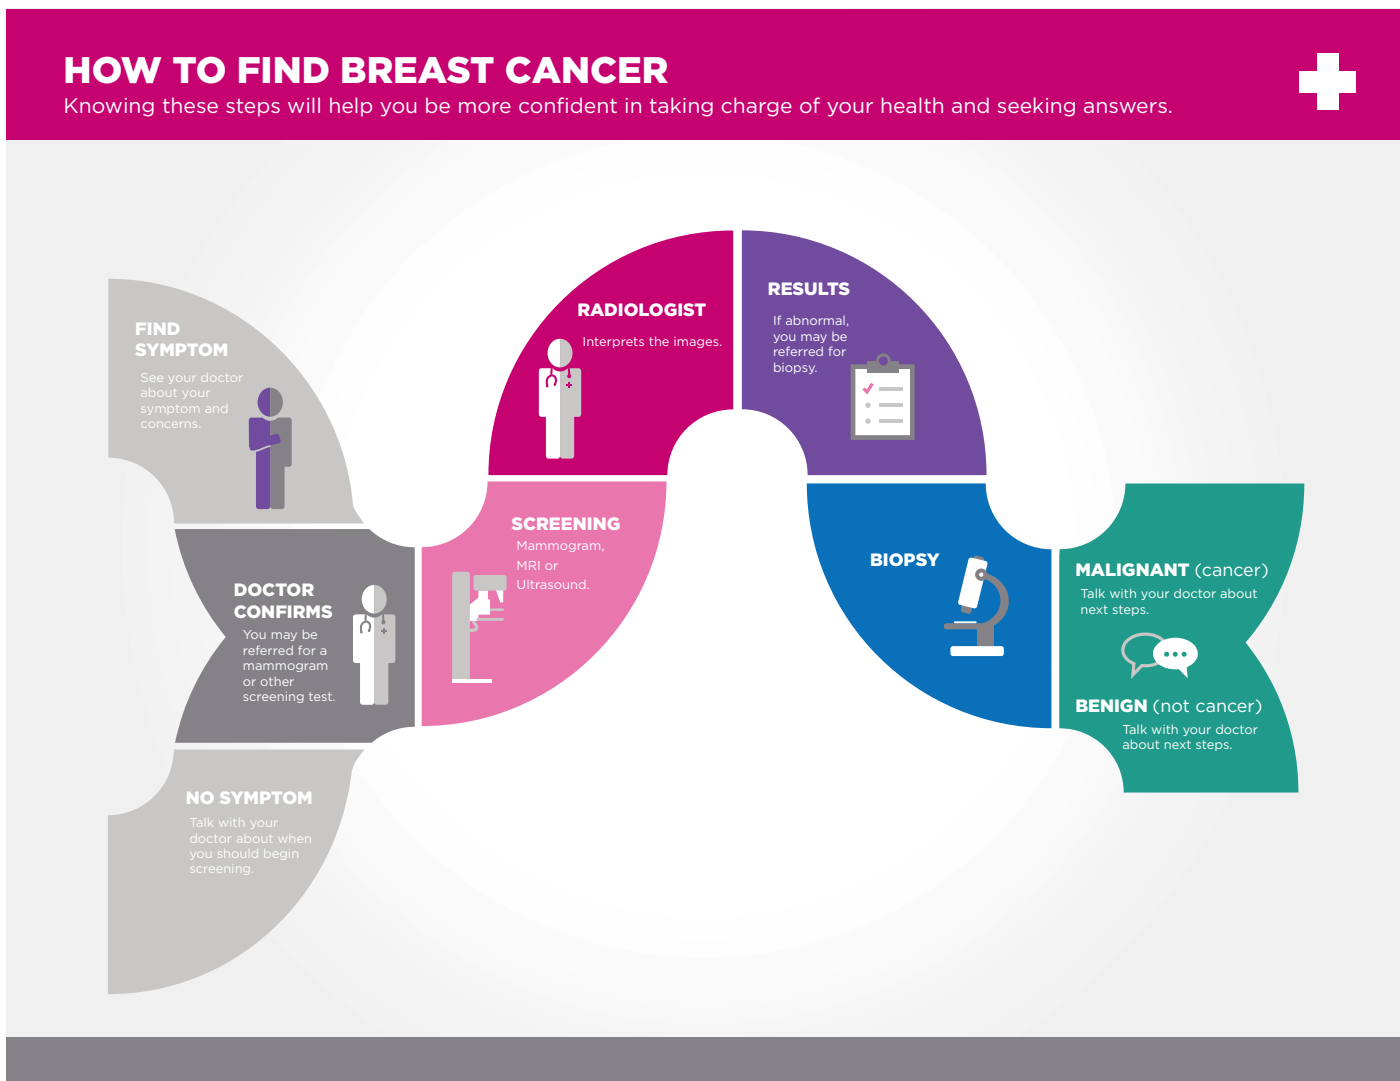 HOW TO FIND BREAST CANCER
Knowing these steps will help you be more confident in taking charge of your health and seeking answers.
FIND
SYMPTOM
See your doctor
about your
symptom and
concerns.
DOCTOR
CONFIRMS
You may be
referred for a
mammogram
or other
screening test.
NO SYMPTOM
Talk with your
doctor about when
you should begin
screening.
SCREENING
Mammogram,
MRI or
Ultrasound.
RADIOLOGIST
Interprets the images.
RESULTS
If abnormal,
you may be
referred for
biopsy.
BIOPSY
MALIGNANT (cancer)
Talk with your doctor about
next steps.
BENIGN (not cancer)
Talk with your doctor
about next steps.